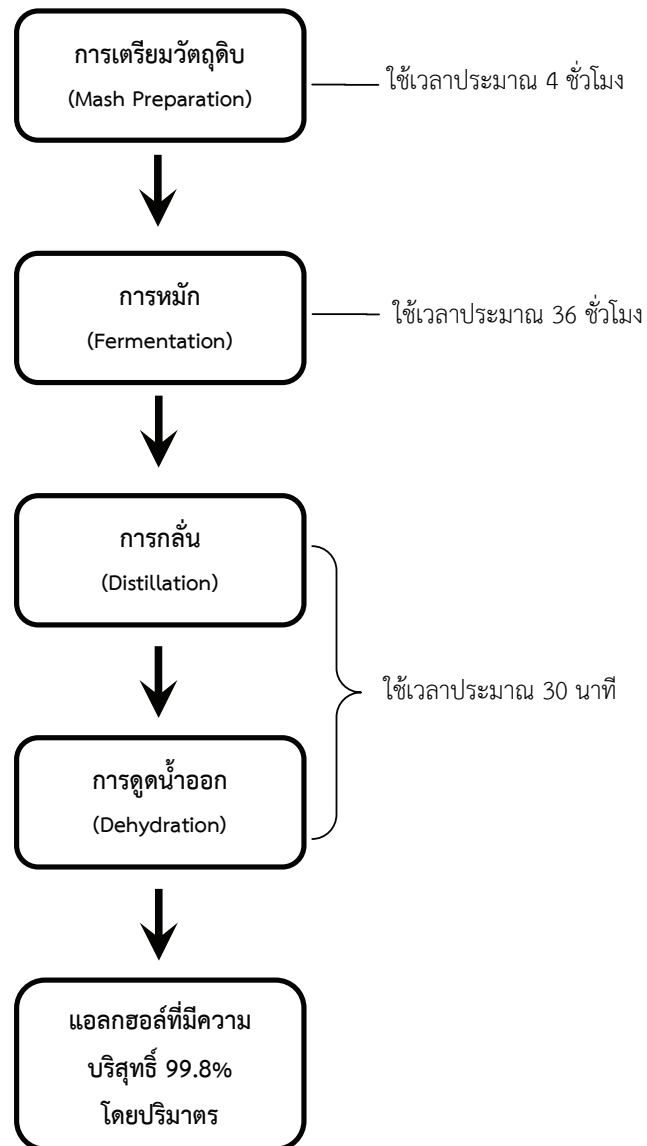 การเตรียมวัตถุดิบ
(Mash Preparation)
ใช้เวลาประมาณ 4 ชั่วโมง
การหมัก
(Fermentation)
ใช้เวลาประมาณ 36 ชั่วโมง
การกลั่น
(Distillation)
ใช้เวลาประมาณ 30 นาที
การดูดน้ำออก
(Dehydration)
แอลกฮอล์ที่มีความ
บริสุทธิ์ 99.8%
โดยปริมาตร